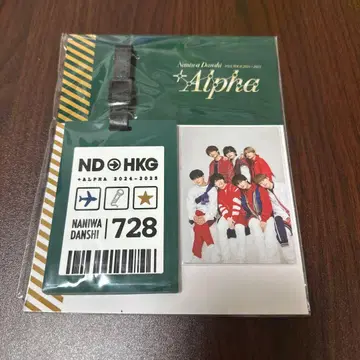 Naniwa Danshi
+Alpha
ND HKG
+ALPHA 2024-2025
NANIWA
DANSHI
728